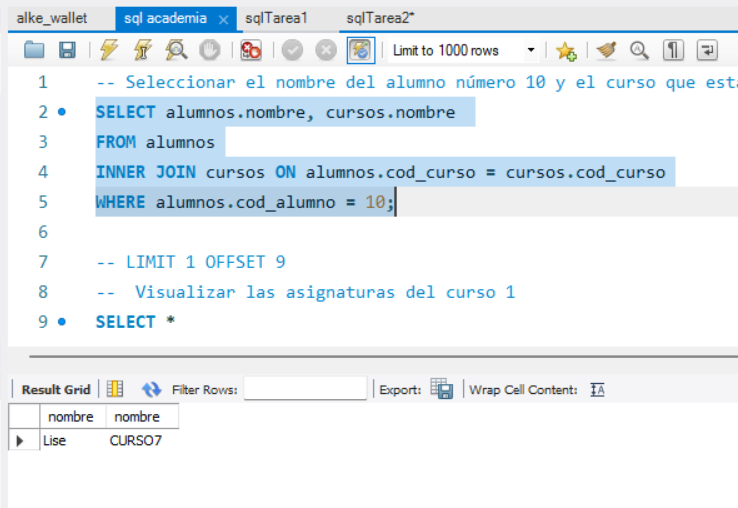 alke_wallet sql academia × sqlTarea1 sqlTarea2*
Limit to 1000 rows
1 -- Seleccionar el nombre del alumno número 10 y el curso que est
2 SELECT alumnos.nombre, cursos.nombre
3 FROM alumnos
4 INNER JOIN cursos ON alumnos.cod_curso = cursos.cod_curso
5 WHERE alumnos.cod_alumno = 10;
6
7 -- LIMIT 1 OFFSET 9
8 -- Visualizar las asignaturas del curso 1
9 SELECT *
Result Grid Filter Rows: Export: Wrap Cell Content: IA
nombre nombre
Lise CURSO7